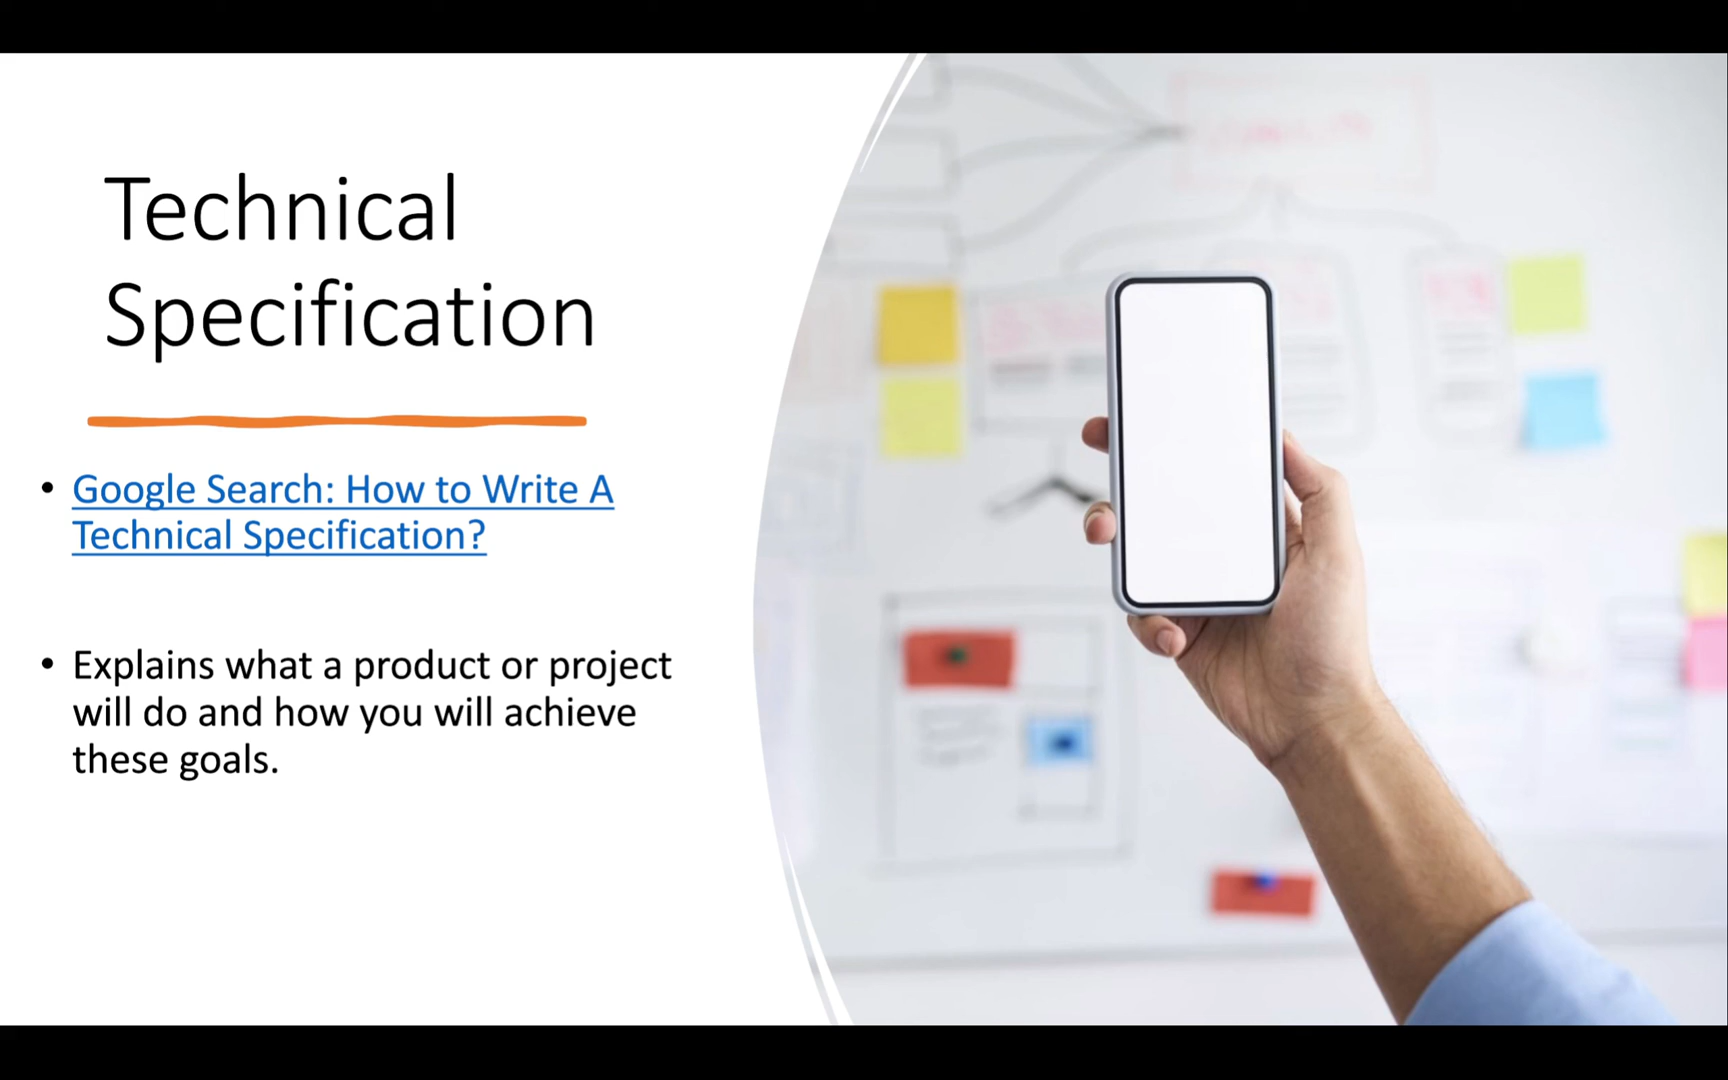 Technical
Specification
• Google Search: How to Write A
Technical Specification?
• Explains what a product or project
will do and how you will achieve
these goals.